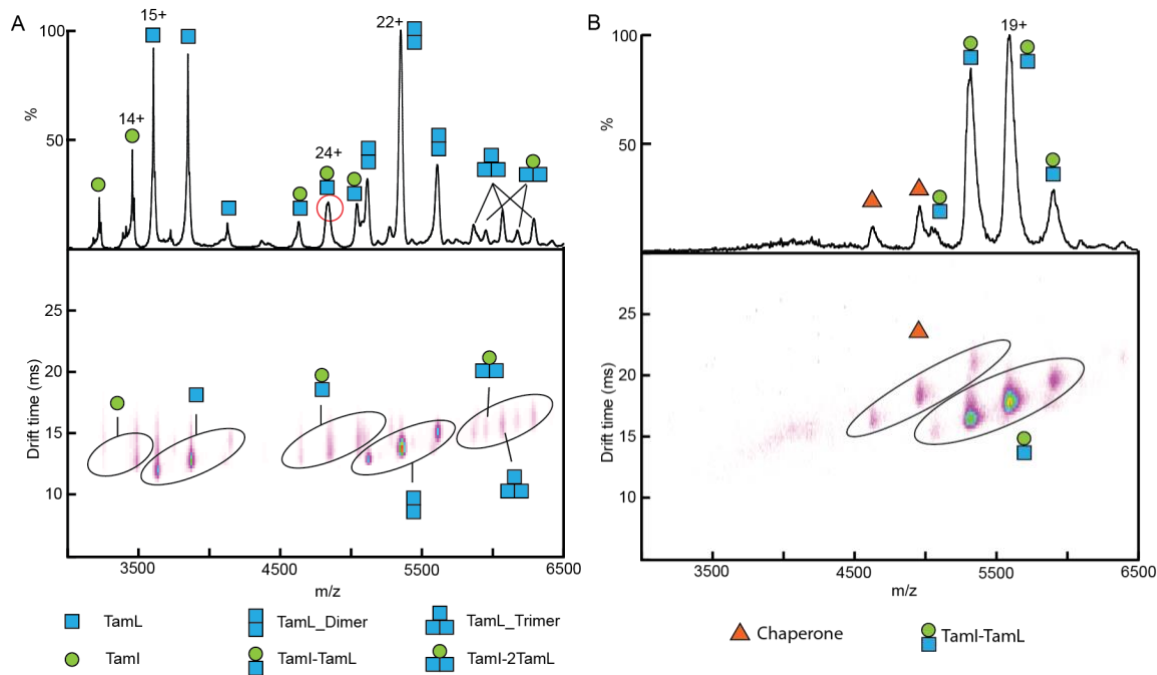 A
15+
22+
14+
24+
100
50
%
25
20
15
10
Drift time (ms)
3500
4500
5500
6500
m/z
TamL
TamL_Dimer
TamL_Trimer
TamI
TamI-TamL
TamI-2TamL
B
19+
100
50
%
25
20
15
10
Drift time (ms)
3500
4500
5500
6500
m/z
Chaperone
TamI-TamL